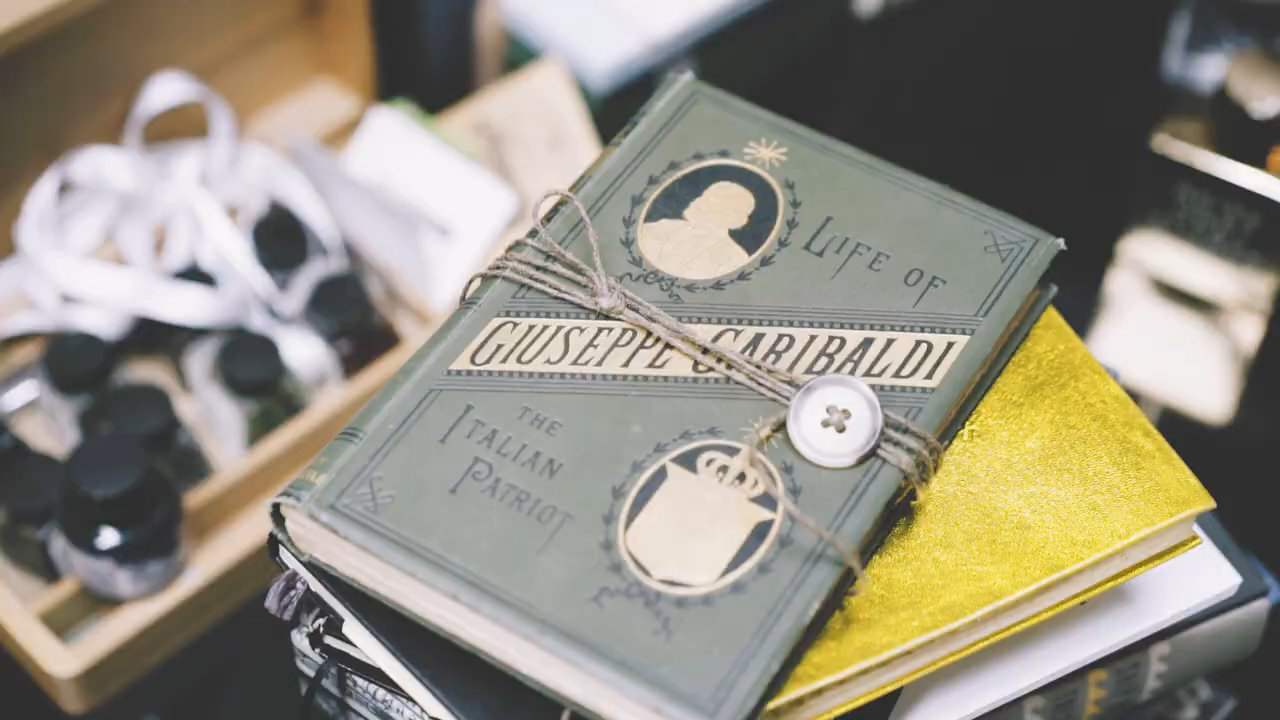 LIFE OF
GIUSEPPE GARIBALDI
THE
ITALIAN
PATRIOT